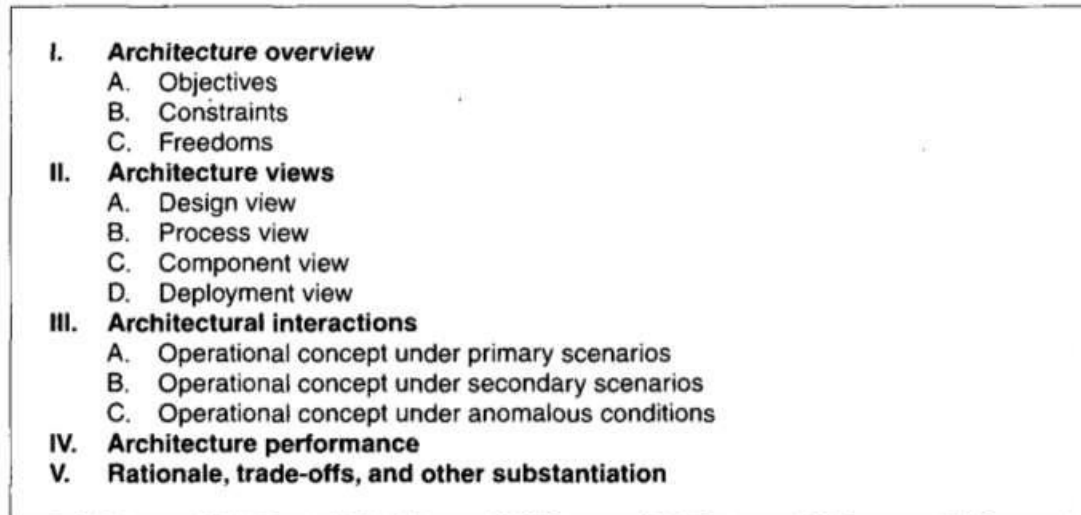 I. Architecture overview
A. Objectives
B. Constraints
C. Freedoms
II. Architecture views
A. Design view
B. Process view
C. Component view
D. Deployment view
III. Architectural interactions
A. Operational concept under primary scenarios
B. Operational concept under secondary scenarios
C. Operational concept under anomalous conditions
IV. Architecture performance
V. Rationale, trade-offs, and other substantiation